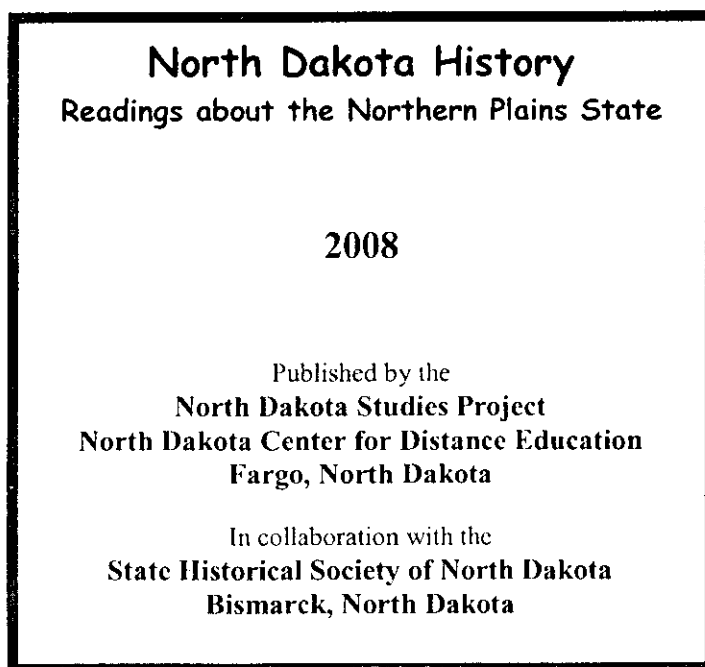 North Dakota History
Readings about the Northern Plains State
2008
Published by the
North Dakota Studies Project
North Dakota Center for Distance Education
Fargo, North Dakota
In collaboration with the
State Historical Society of North Dakota
Bismarck, North Dakota